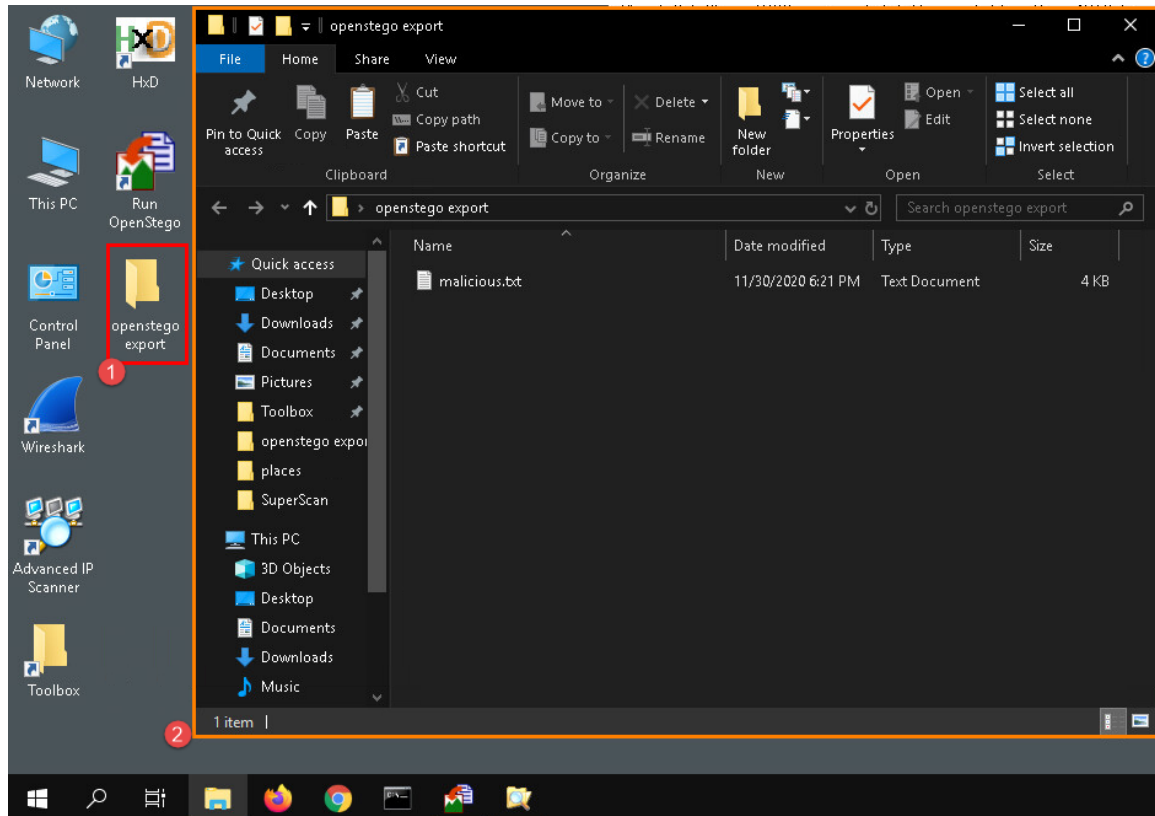 Network
HxD
This PC
Run
OpenStego
Control
Panel
openstego
export
1
Wireshark
Advanced IP
Scanner
Toolbox
2
openstego export
File Home Share View
Pin to Quick
access
Copy
Paste
Cut
Copy path
Paste shortcut
Clipboard
Move to
Copy to
Delete
Rename
Organize
New
folder
New
Properties
Open
Edit
Open
Select all
Select none
Invert selection
Select
openstego export
Search openstego export
Name Date modified Type Size
malicious.txt 11/30/2020 6:21 PM Text Document 4 KB
Quick access
Desktop
Downloads
Documents
Pictures
Toolbox
openstego expor
places
SuperScan
This PC
3D Objects
Desktop
Documents
Downloads
Music
1 item